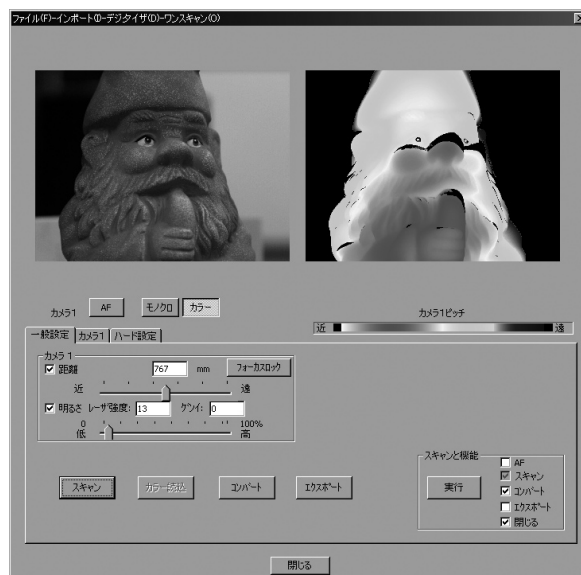 ファイル(F)-インポート(I)-デジタイザ(D)-ワンスキャン(O)
カメラ1 AF モノクロ カラー
カメラ1ピッチ
近 遠
一般設定 カメラ1 ハード設定
カメラ 1
距離 767 mm フォーカスロック
近 遠
明るさ レーザ強度: 13 ゲイン: 0
0 100%
低 高
スキャン カラー読込 コンバート エクスポート
スキャンと機能
実行
AF
スキャン
コンバート
エクスポート
閉じる
閉じる